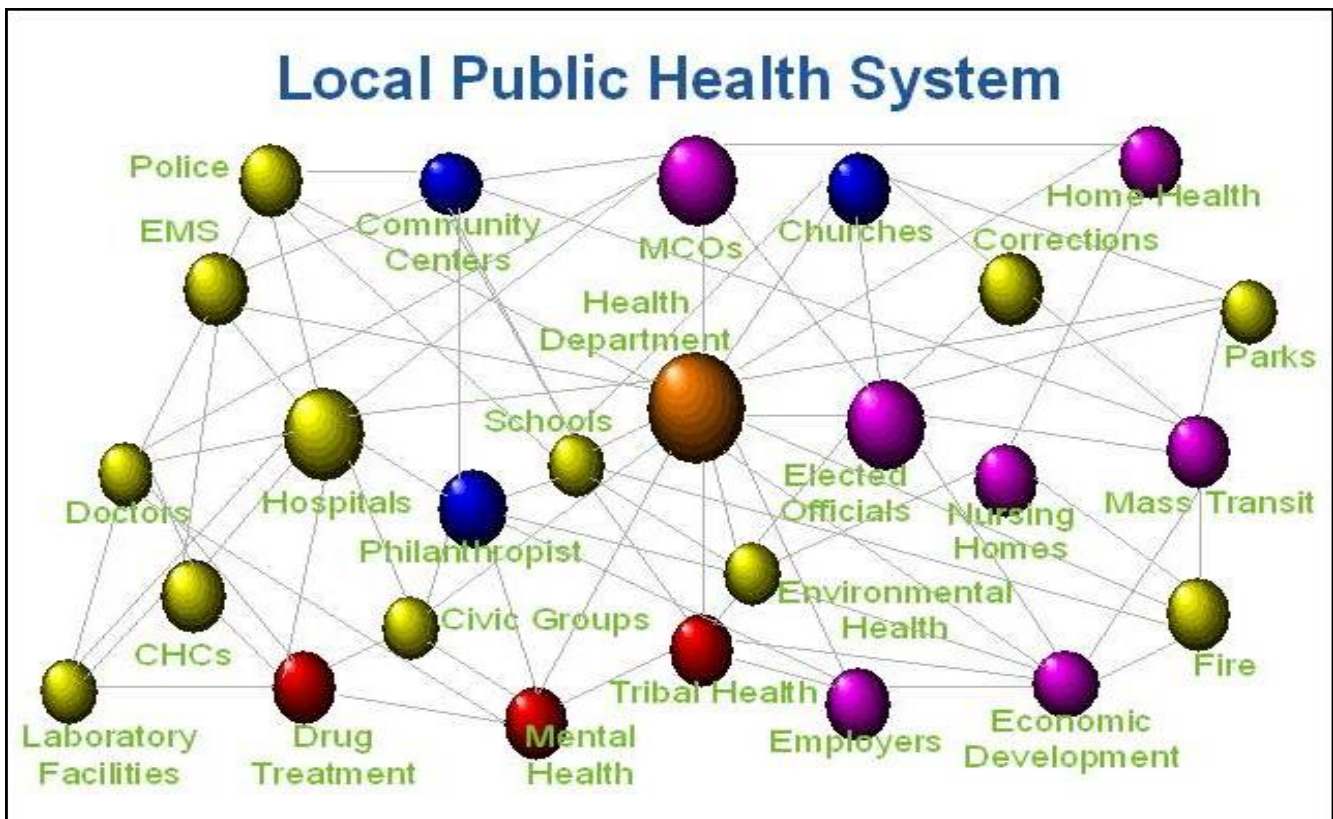 Local Public Health System
Police
EMS
Community
Centers
MCOs
Churches
Home Health
Corrections
Health
Department
Parks
Schools
Doctors
Hospitals
Philanthropist
Elected
Officials
Nursing
Homes
Mass Transit
CHCs
Civic Groups
Environmental
Health
Fire
Tribal Health
Laboratory
Facilities
Drug
Treatment
Mental
Health
Employers
Economic
Development